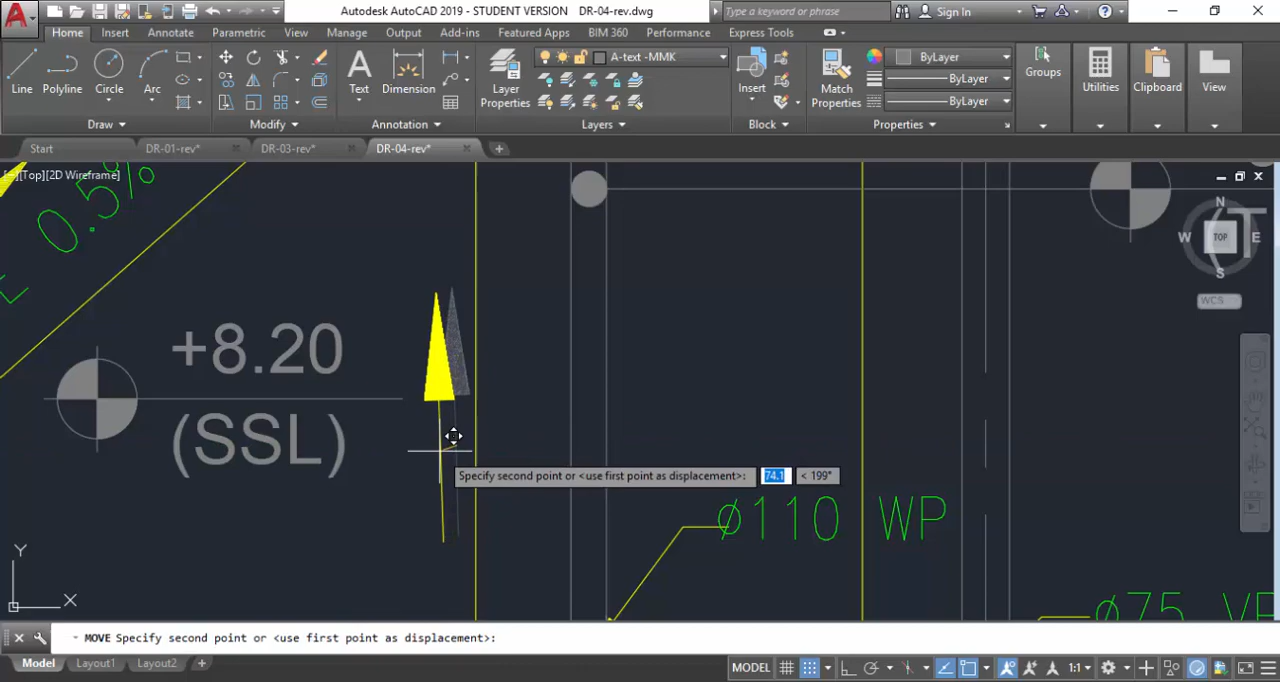 Autodesk AutoCAD 2019 - STUDENT VERSION DR-04-rev.dwg
Type a keyword or phrase
Sign In
Home Insert Annotate Parametric View Manage Output Add-ins Featured Apps BIM 360 Performance Express Tools
A-text -MMK
ByLayer
ByLayer
ByLayer
Line Polyline Circle Arc
Text Dimension
Layer Properties
Insert
Match Properties
Groups
Utilities
Clipboard
View
Draw Modify Annotation Layers Block Properties
Start DR-01-rev* DR-03-rev* DR-04-rev*
[−][Top][2D Wireframe]
0.5%
E
N
W TOP E
S
WCS
+8.20
(SSL)
Specify second point or <use first point as displacement>: 74.1 < 199°
ø110 WP
ø75 VP
Y
X
MOVE Specify second point or <use first point as displacement>:
Model Layout1 Layout2
MODEL
1:1